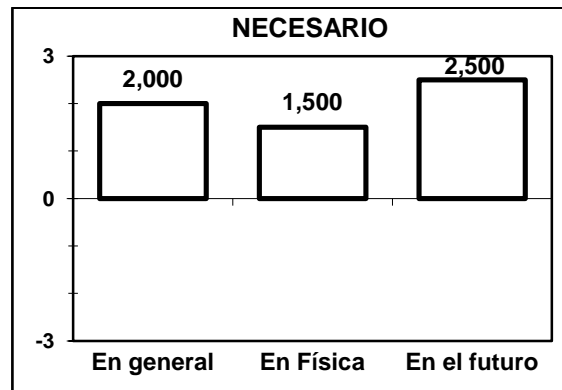 NECESARIO
3
2,000
1,500
2,500
0
-3
En general
En Física
En el futuro